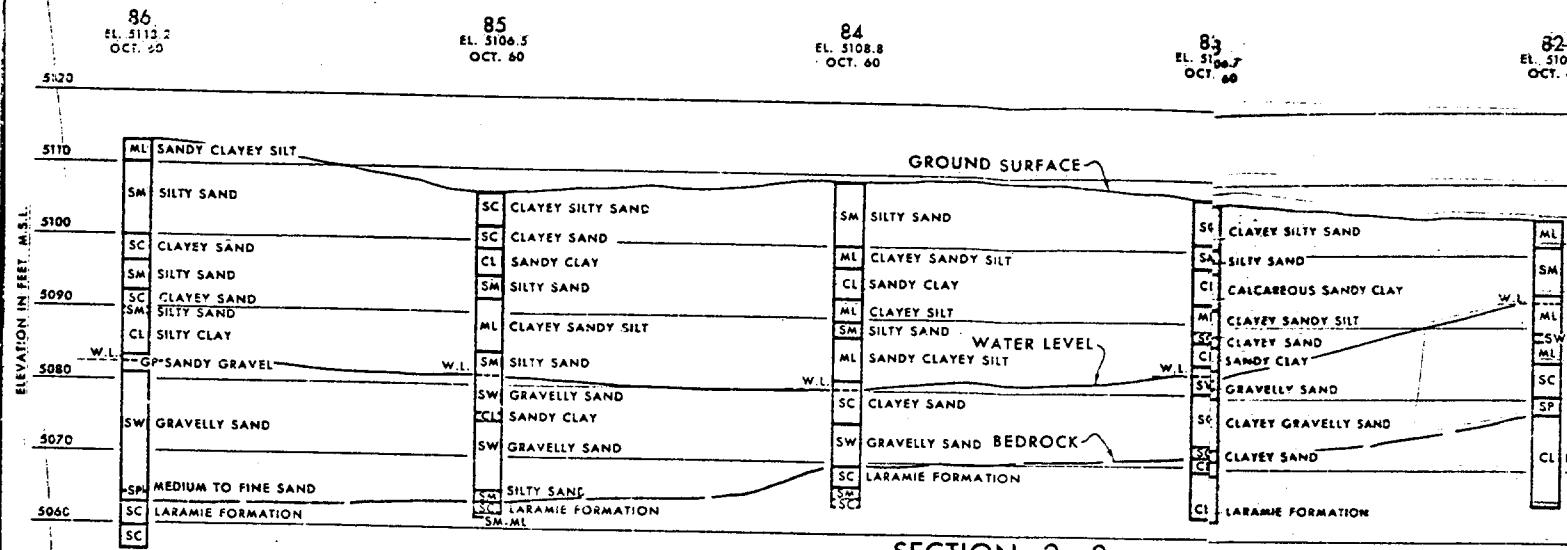 86
EL. 5113.2
OCT. 60
85
EL. 5106.5
OCT. 60
84
EL. 5108.8
OCT. 60
83
OCT. 60
82
ELEVATION IN FEET M.S.L.
5120
5110
5100
5090
5080
5070
5060
GROUND SURFACE
WATER LEVEL
BEDROCK
ML SANDY CLAYEY SILT
SM SILTY SAND
SC CLAYEY SAND
SM SILTY SAND
SC CLAYEY SAND
SM SILTY SAND
CL SILTY CLAY
W.L.
GP SANDY GRAVEL
SW GRAVELLY SAND
SP MEDIUM TO FINE SAND
SC LARAMIE FORMATION
SC
SC CLAYEY SILTY SAND
SC CLAYEY SAND
CL SANDY CLAY
SM SILTY SAND
ML CLAYEY SANDY SILT
W.L.
SM SILTY SAND
SW GRAVELLY SAND
CL SANDY CLAY
SW GRAVELLY SAND
SM SILTY SAND
SC LARAMIE FORMATION
SM-ML
SM SILTY SAND
ML CLAYEY SANDY SILT
CL SANDY CLAY
ML CLAYEY SILT
SM SILTY SAND
ML SANDY CLAYEY SILT
W.L.
SC CLAYEY SAND
SW GRAVELLY SAND
SC LARAMIE FORMATION
SM
SC
CLAYEY SILTY SAND
SILTY SAND
CALCAREOUS SANDY CLAY
CLAYEY SANDY SILT
CLAYEY SAND
SANDY CLAY
W.L.
GRAVELLY SAND
CLAYEY GRAVELLY SAND
CLAYEY SAND
LARAMIE FORMATION
ML
SM
W.L.
ML
SW
ML
SC
SP
CL
SECTION